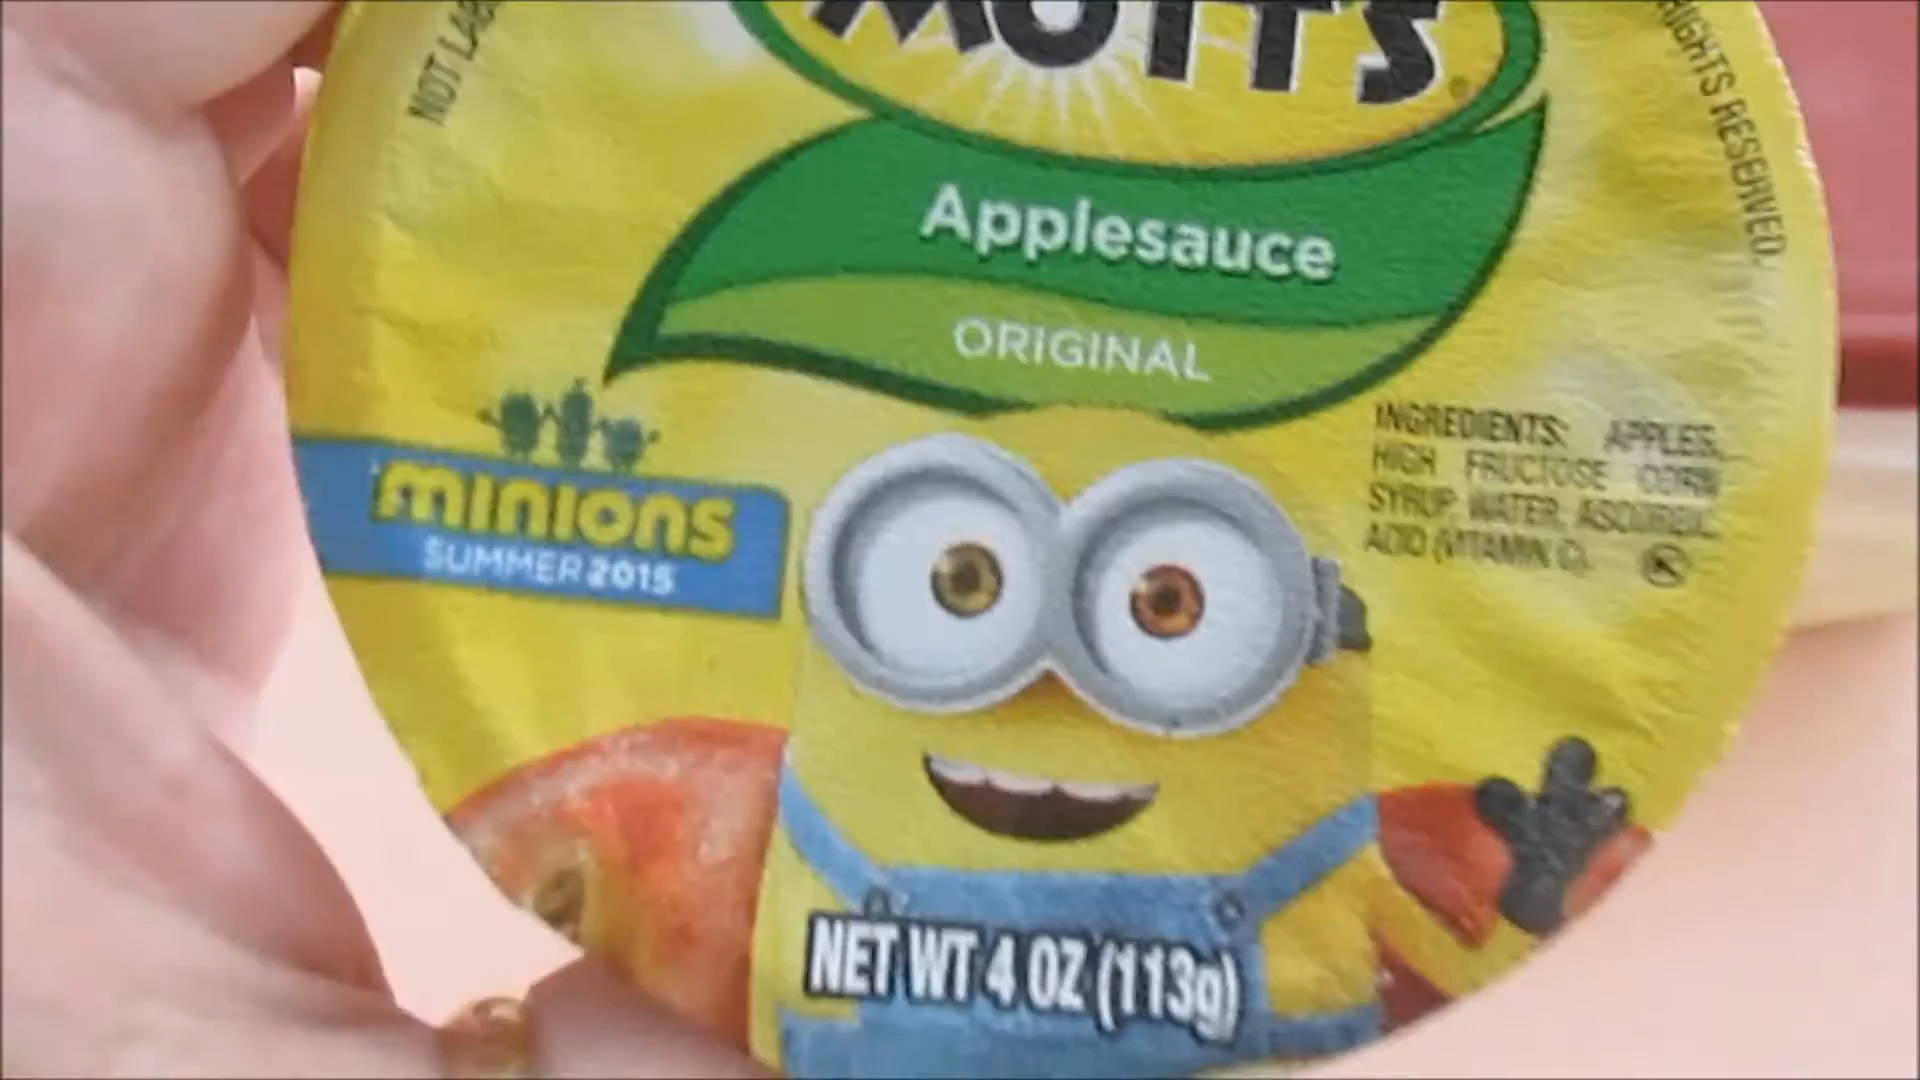 MOTT'S
Applesauce
ORIGINAL
NOT LAB
RIGHTS RESERVED.
minions
SUMMER 2015
INGREDIENTS: APPLES,
HIGH FRUCTOSE CORN
SYRUP, WATER, ASCORBIC
ACID (VITAMIN C).
K
NET WT 4 OZ (113g)